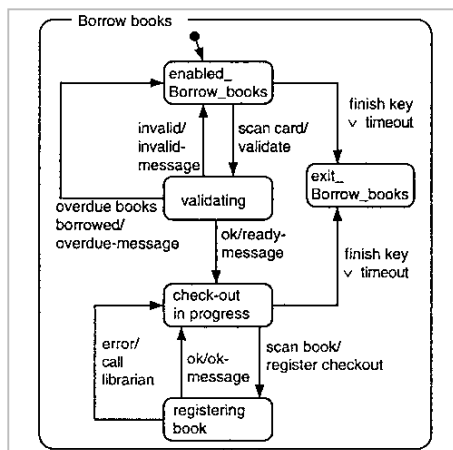 Borrow books
enabled_
Borrow_books
finish key
∨ timeout
invalid/
invalid-
message
scan card/
validate
exit_
Borrow_books
validating
overdue books
borrowed/
overdue-message
ok/ready-
message
finish key
∨ timeout
check-out
in progress
error/
call
librarian
ok/ok-
message
scan book/
register checkout
registering
book